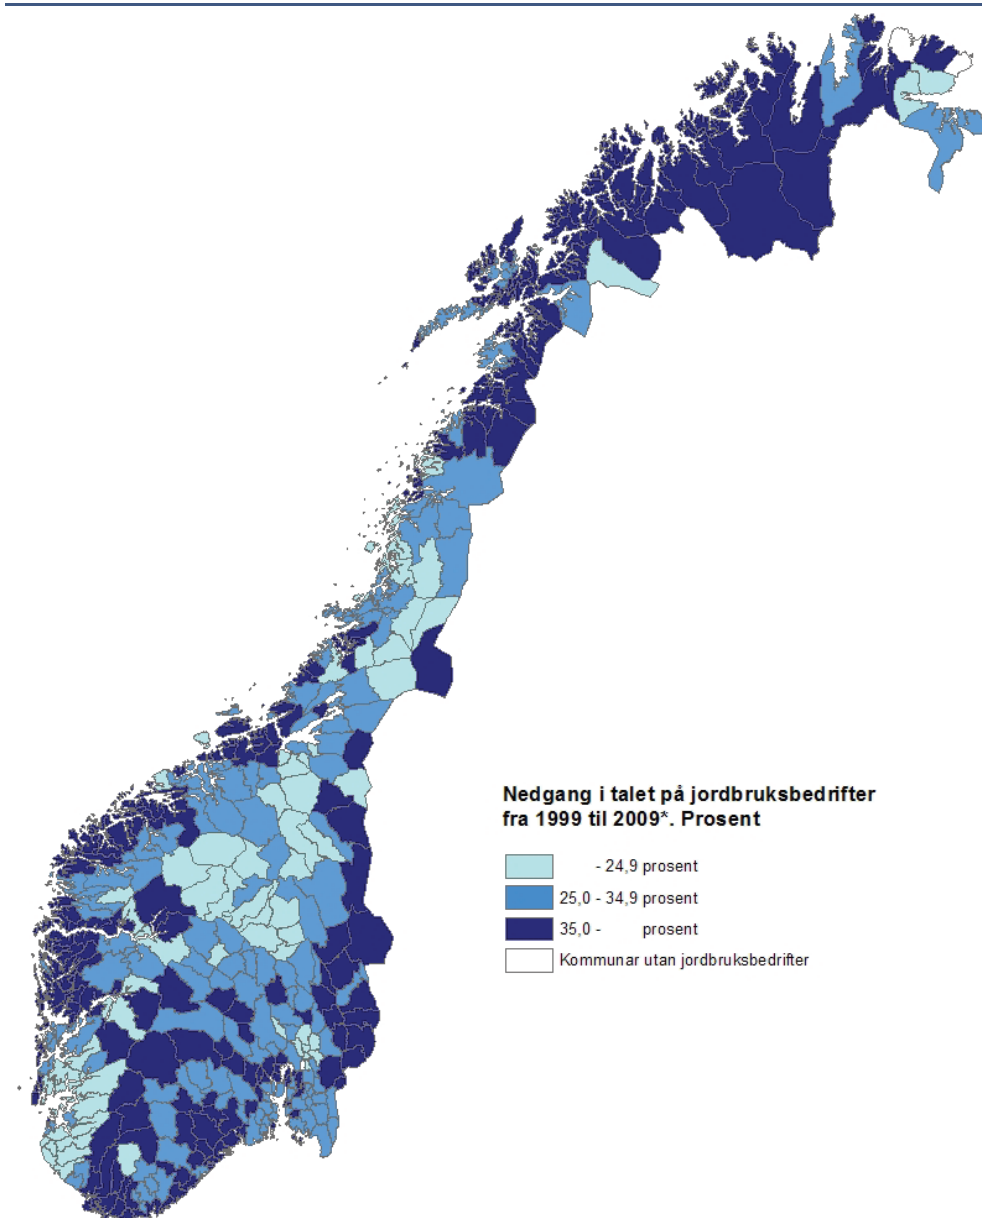 Nedgang i talet på jordbruksbedrifter
fra 1999 til 2009*. Prosent
- 24,9 prosent
25,0 - 34,9 prosent
35,0 - prosent
Kommunar utan jordbruksbedrifter